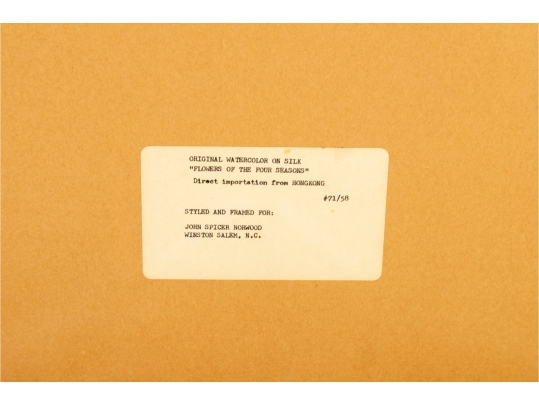 ORIGINAL WATERCOLOR ON SILK
"FLOWERS OF THE FOUR SEASONS"
Direct importation from HONGKONG
#71/58
STYLED AND FRAMED FOR:
JOHN SPICER NORWOOD
WINSTON SALEM, N.C.